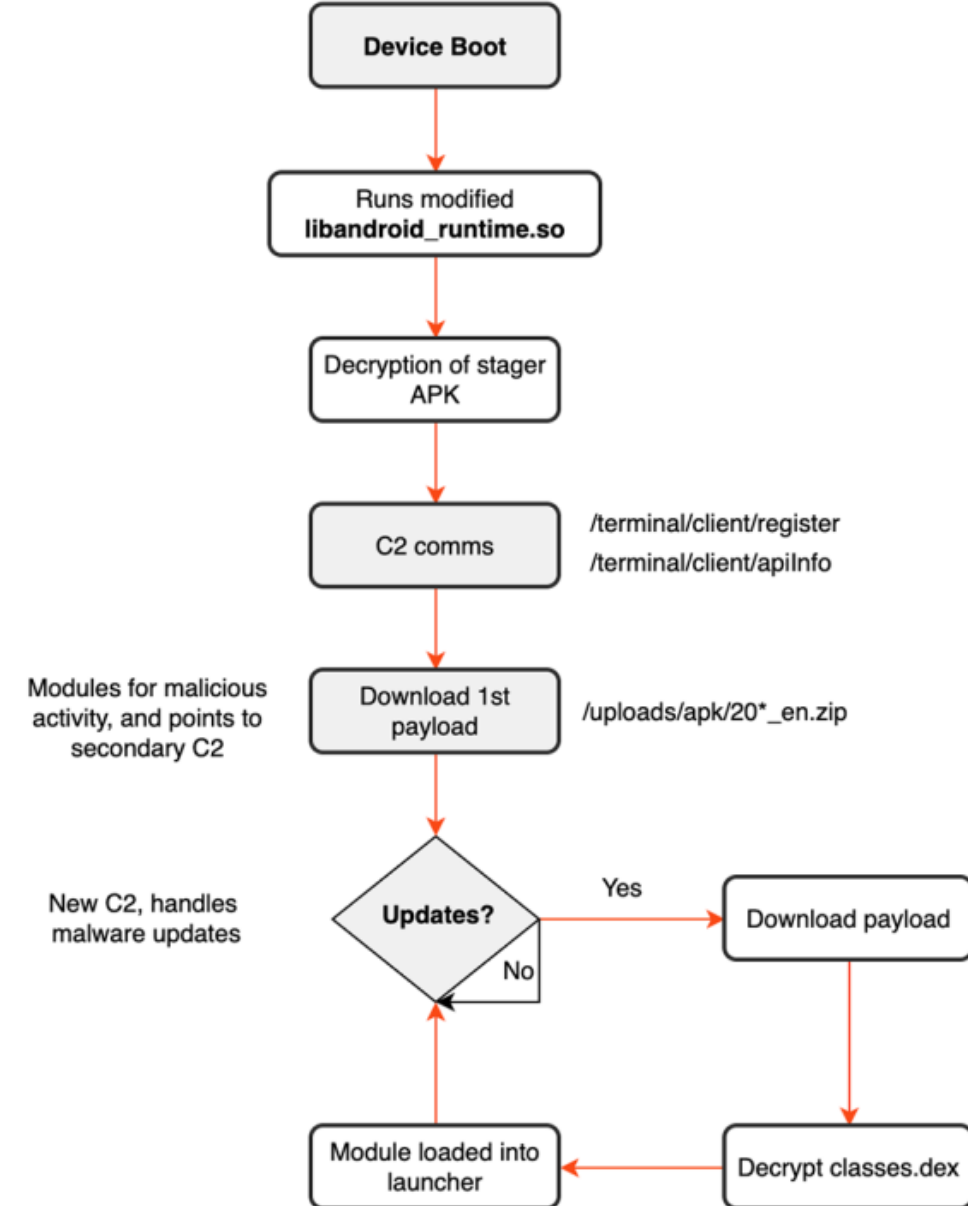 Device Boot
Runs modified
libandroid_runtime.so
Decryption of stager
APK
C2 comms
/terminal/client/register
/terminal/client/apiInfo
Modules for malicious
activity, and points to
secondary C2
Download 1st
payload
/uploads/apk/20*_en.zip
New C2, handles
malware updates
Updates?
Yes
No
Download payload
Module loaded into
launcher
Decrypt classes.dex